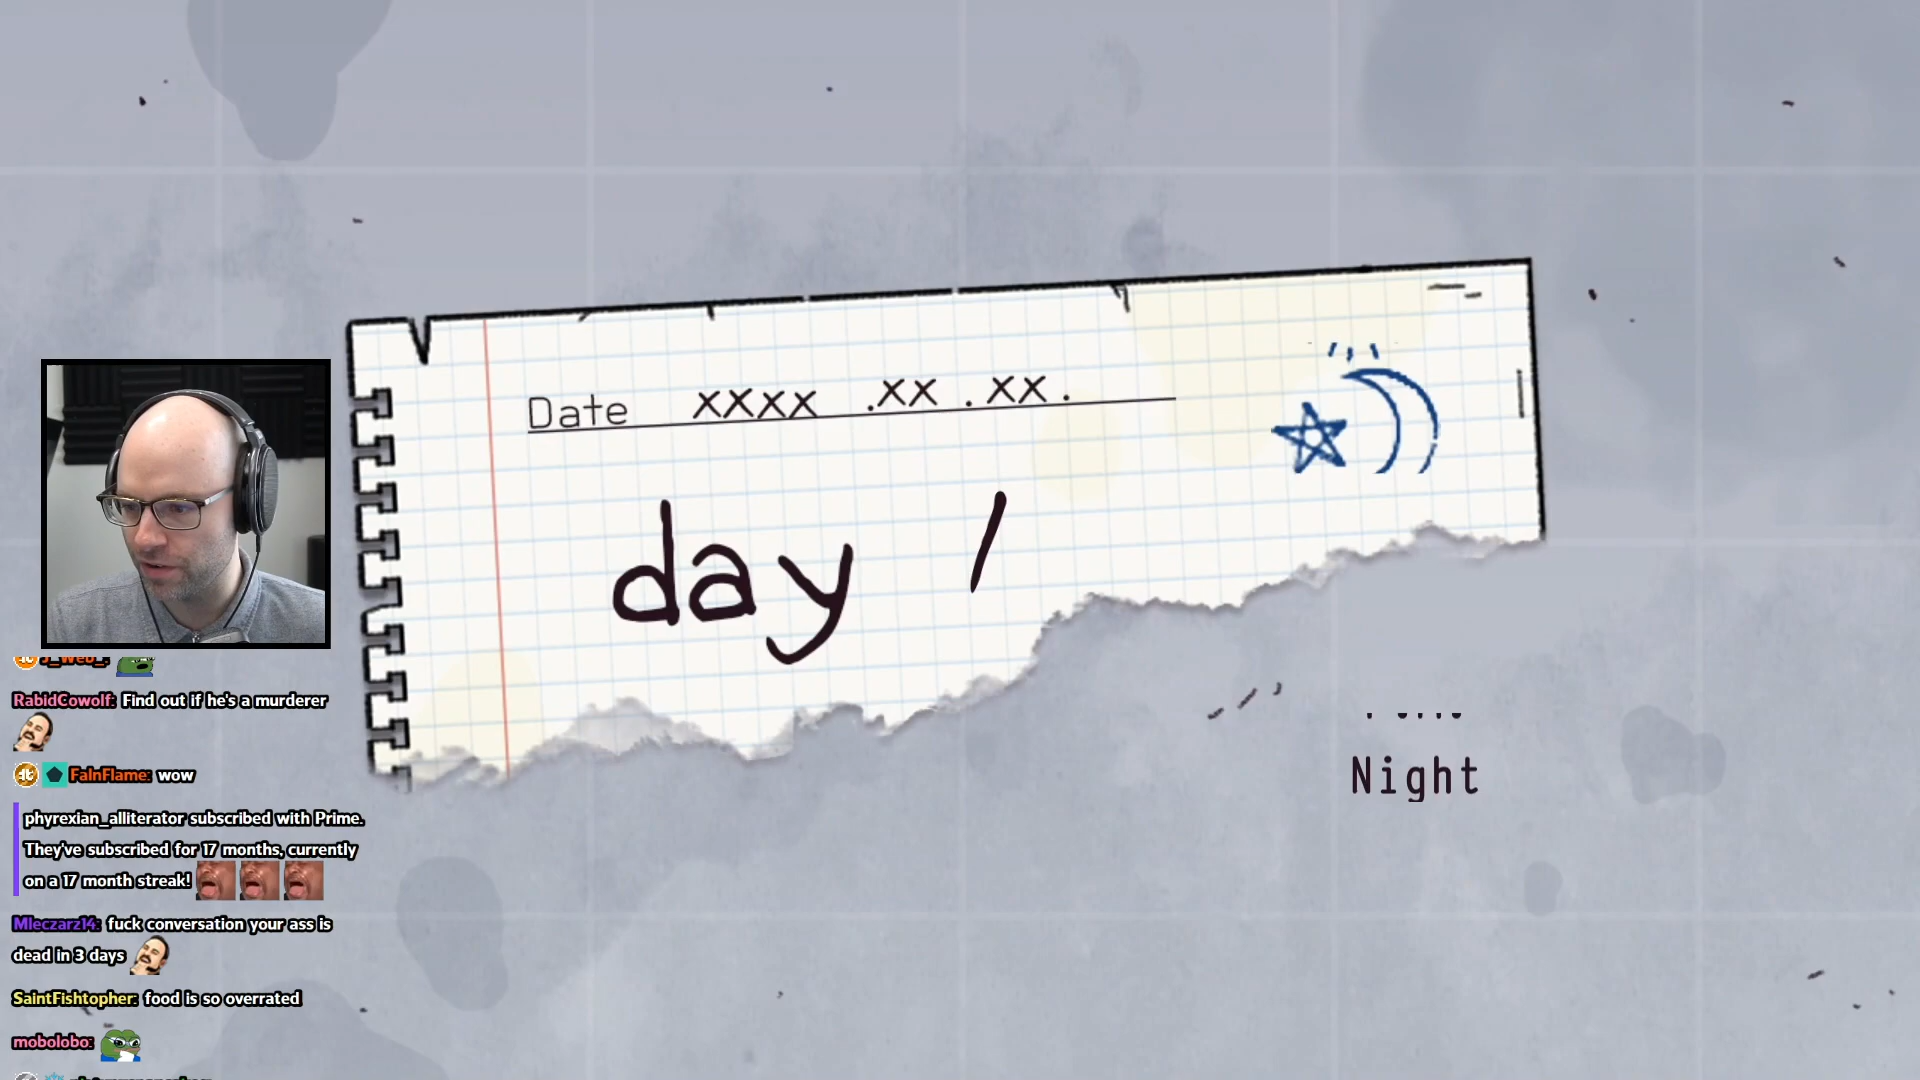 Date xxxx .xx . xx .
day 1
Night
RabidCowolf: Find out if he's a murderer
FalnFlame: wow
phyrexian_alliterator subscribed with Prime.
They've subscribed for 17 months, currently
on a 17 month streak!
Mleczarz14: fuck conversation your ass is
dead in 3 days
SaintFishtopher: food is so overrated
mobolobo: